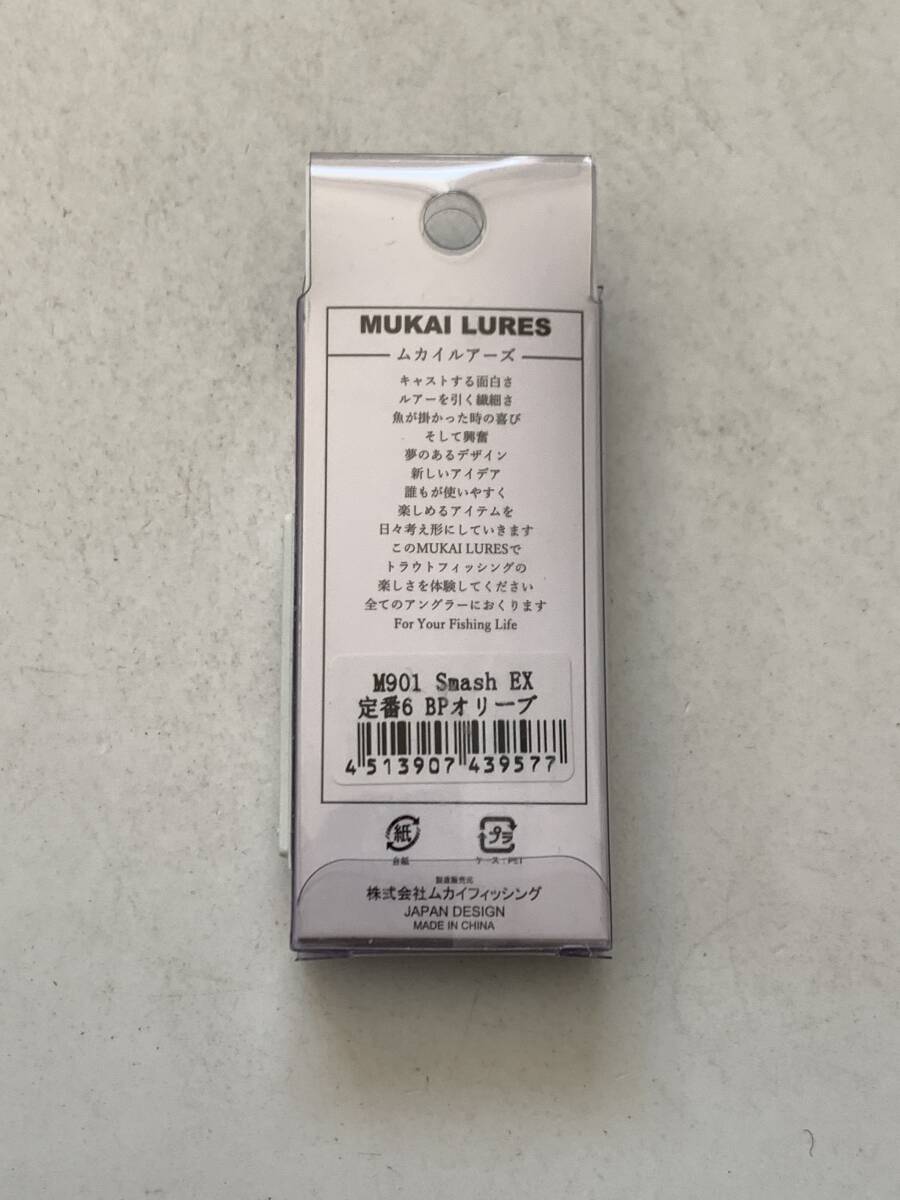 MUKAI LURES
ムカイルアーズ
キャストする面白さ
ルアーを引く繊細さ
魚が掛かった時の喜び
そして興奮
夢のあるデザイン
新しいアイデア
誰もが使いやすく
楽しめるアイテムを
日々考え形にしていきます
このMUKAI LURESで
トラウトフィッシングの
楽しさを体験してください
全てのアングラーにおくります
For Your Fishing Life
M901 Smash EX
定番6 BPオリーブ
4 513907 439577
紙 プラ
台紙 ケース:PET
製造販売元
株式会社ムカイフィッシング
JAPAN DESIGN
MADE IN CHINA